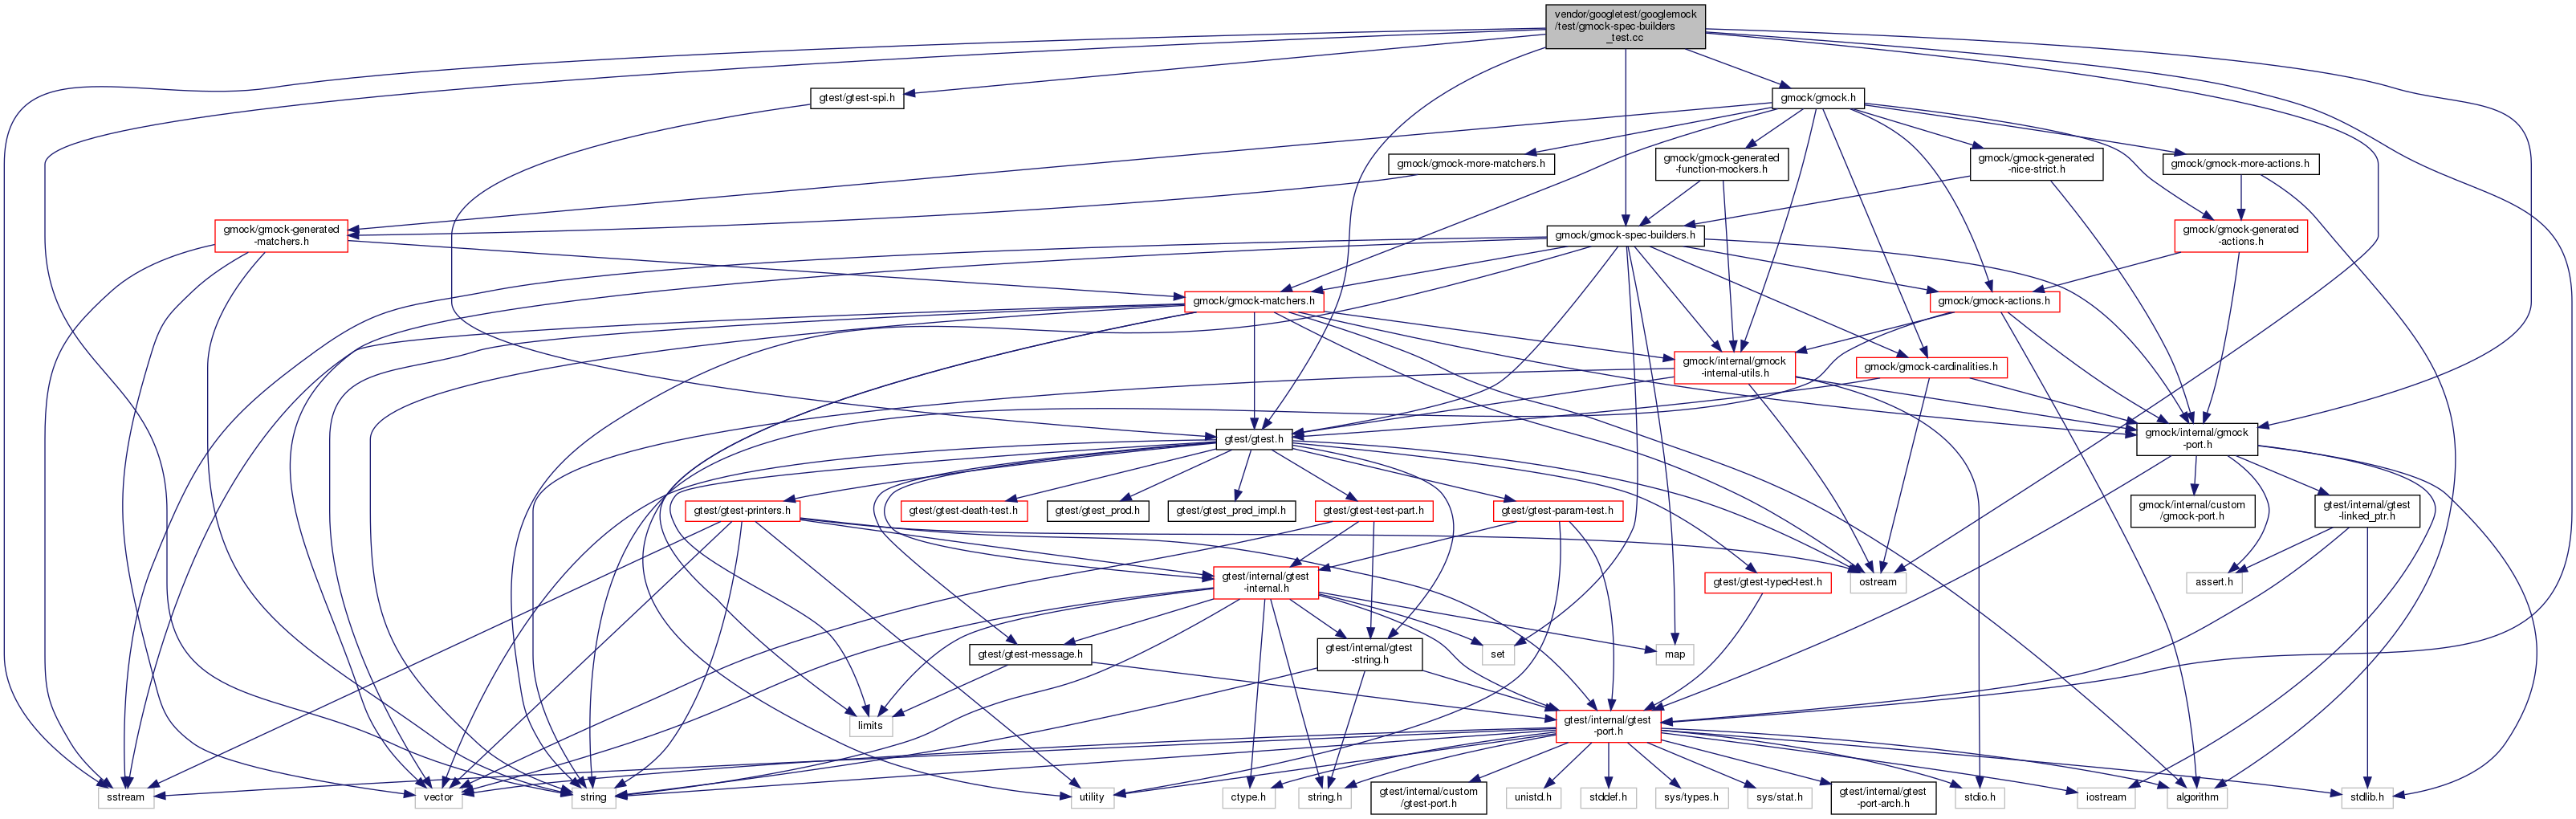 vendor/googletest/googlemock
/test/gmock-spec-builders
_test.cc
gtest/gtest-spi.h
gmock/gmock.h
gmock/gmock-more-matchers.h
gmock/gmock-generated
-function-mockers.h
gmock/gmock-generated
-nice-strict.h
gmock/gmock-more-actions.h
gmock/gmock-generated
-matchers.h
gmock/gmock-spec-builders.h
gmock/gmock-generated
-actions.h
gmock/gmock-matchers.h
gmock/gmock-actions.h
gmock/internal/gmock
-internal-utils.h
gmock/gmock-cardinalities.h
gtest/gtest.h
gmock/internal/gmock
-port.h
gtest/gtest-printers.h
gtest/gtest-death-test.h
gtest/gtest_prod.h
gtest/gtest_pred_impl.h
gtest/gtest-test-part.h
gtest/gtest-param-test.h
gmock/internal/custom
/gmock-port.h
gtest/internal/gtest
-linked_ptr.h
gtest/internal/gtest
-internal.h
gtest/gtest-typed-test.h
ostream
assert.h
gtest/gtest-message.h
gtest/internal/gtest
-string.h
set
map
limits
gtest/internal/gtest
-port.h
sstream
vector
string
utility
ctype.h
string.h
gtest/internal/custom
/gtest-port.h
unistd.h
stddef.h
sys/types.h
sys/stat.h
gtest/internal/gtest
-port-arch.h
stdio.h
iostream
algorithm
stdlib.h